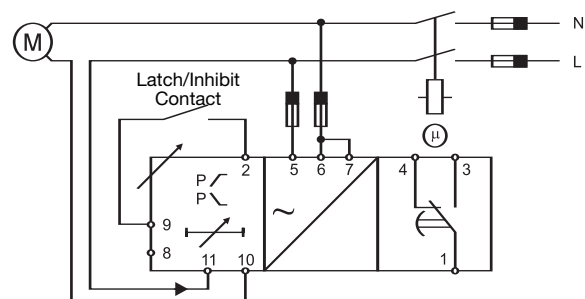 N
M
L
Latch/Inhibit
Contact
μ
2 5 6 7 4 3
P
P
~
9
8
1
11 10